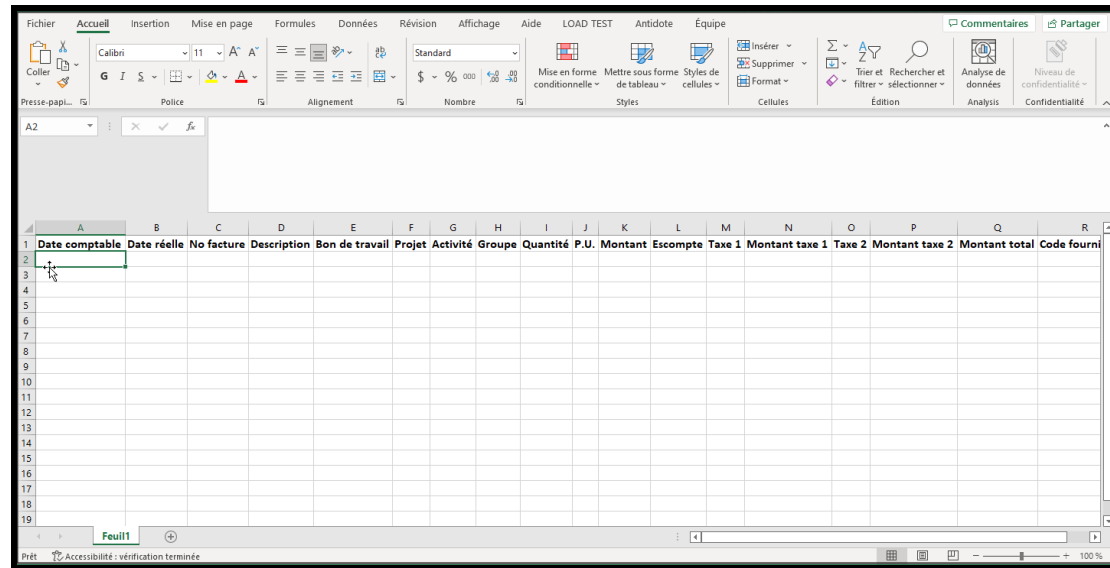 Fichier Accueil Insertion Mise en page Formules Données Révision Affichage Aide LOAD TEST Antidote Équipe Commentaires Partager
Calibri 11 A^ A˅ ab Standard Insérer Σ
Coller G I S A $ % 000 Mise en forme conditionnelle Mettre sous forme de tableau Styles de cellules Supprimer Format Trier et filtrer Rechercher et sélectionner Analyse de données Niveau de confidentialité
Presse-papi... Police Alignement Nombre Styles Cellules Édition Analysis Confidentialité
A2 fx
A B C D E F G H I J K L M N O P Q R
1 Date comptable Date réelle No facture Description Bon de travail Projet Activité Groupe Quantité P.U. Montant Escompte Taxe 1 Montant taxe 1 Taxe 2 Montant taxe 2 Montant total Code fourni
2
3
4
5
6
7
8
9
10
11
12
13
14
15
16
17
18
19
Feuil1
Prêt Accessibilité : vérification terminée 100 %